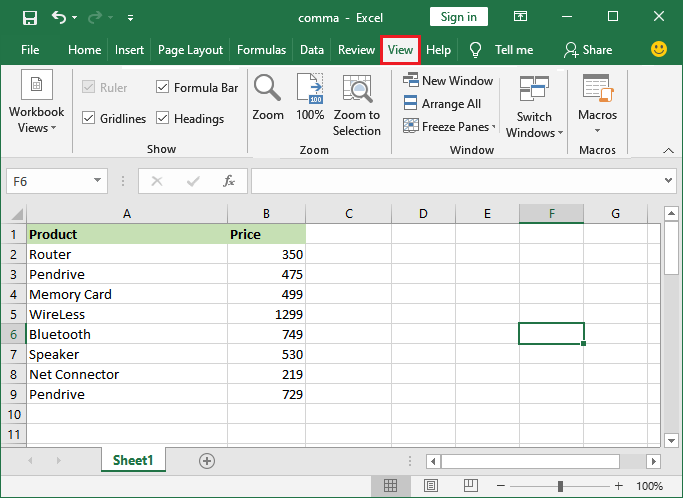 comma - Excel
Sign in
File Home Insert Page Layout Formulas Data Review View Help Tell me Share
Workbook Views
Ruler
Formula Bar
Gridlines
Headings
Show
Zoom
100
100%
Zoom to Selection
Zoom
New Window
Arrange All
Freeze Panes
Switch Windows
Window
Macros
Macros
F6 fx
A B C D E F G
1 Product Price
2 Router 350
3 Pendrive 475
4 Memory Card 499
5 WireLess 1299
6 Bluetooth 749
7 Speaker 530
8 Net Connector 219
9 Pendrive 729
10
11
Sheet1
100%